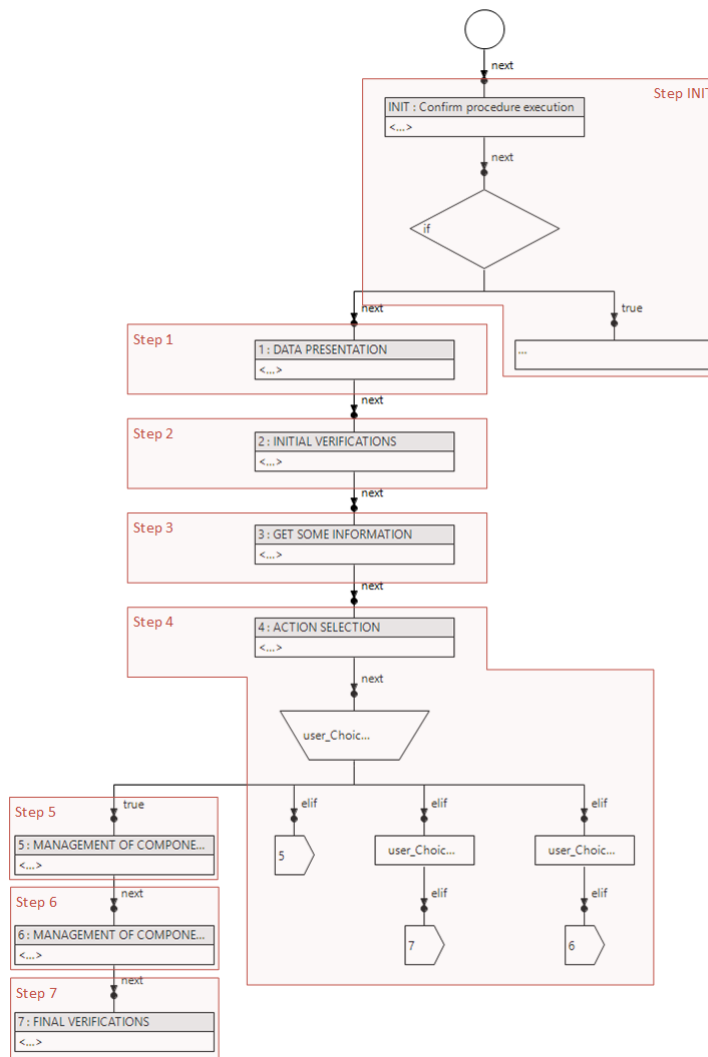 next
Step INIT
INIT : Confirm procedure execution
<...>
next
if
next
true
Step 1
1 : DATA PRESENTATION
<...>
...
next
Step 2
2 : INITIAL VERIFICATIONS
<...>
next
Step 3
3 : GET SOME INFORMATION
<...>
next
Step 4
4 : ACTION SELECTION
<...>
next
user_Choic...
Step 5
true
elif
elif
elif
5 : MANAGEMENT OF COMPONE...
<...>
5
user_Choic...
user_Choic...
Step 6
next
elif
elif
6 : MANAGEMENT OF COMPONE...
<...>
7
6
Step 7
next
7 : FINAL VERIFICATIONS
<...>